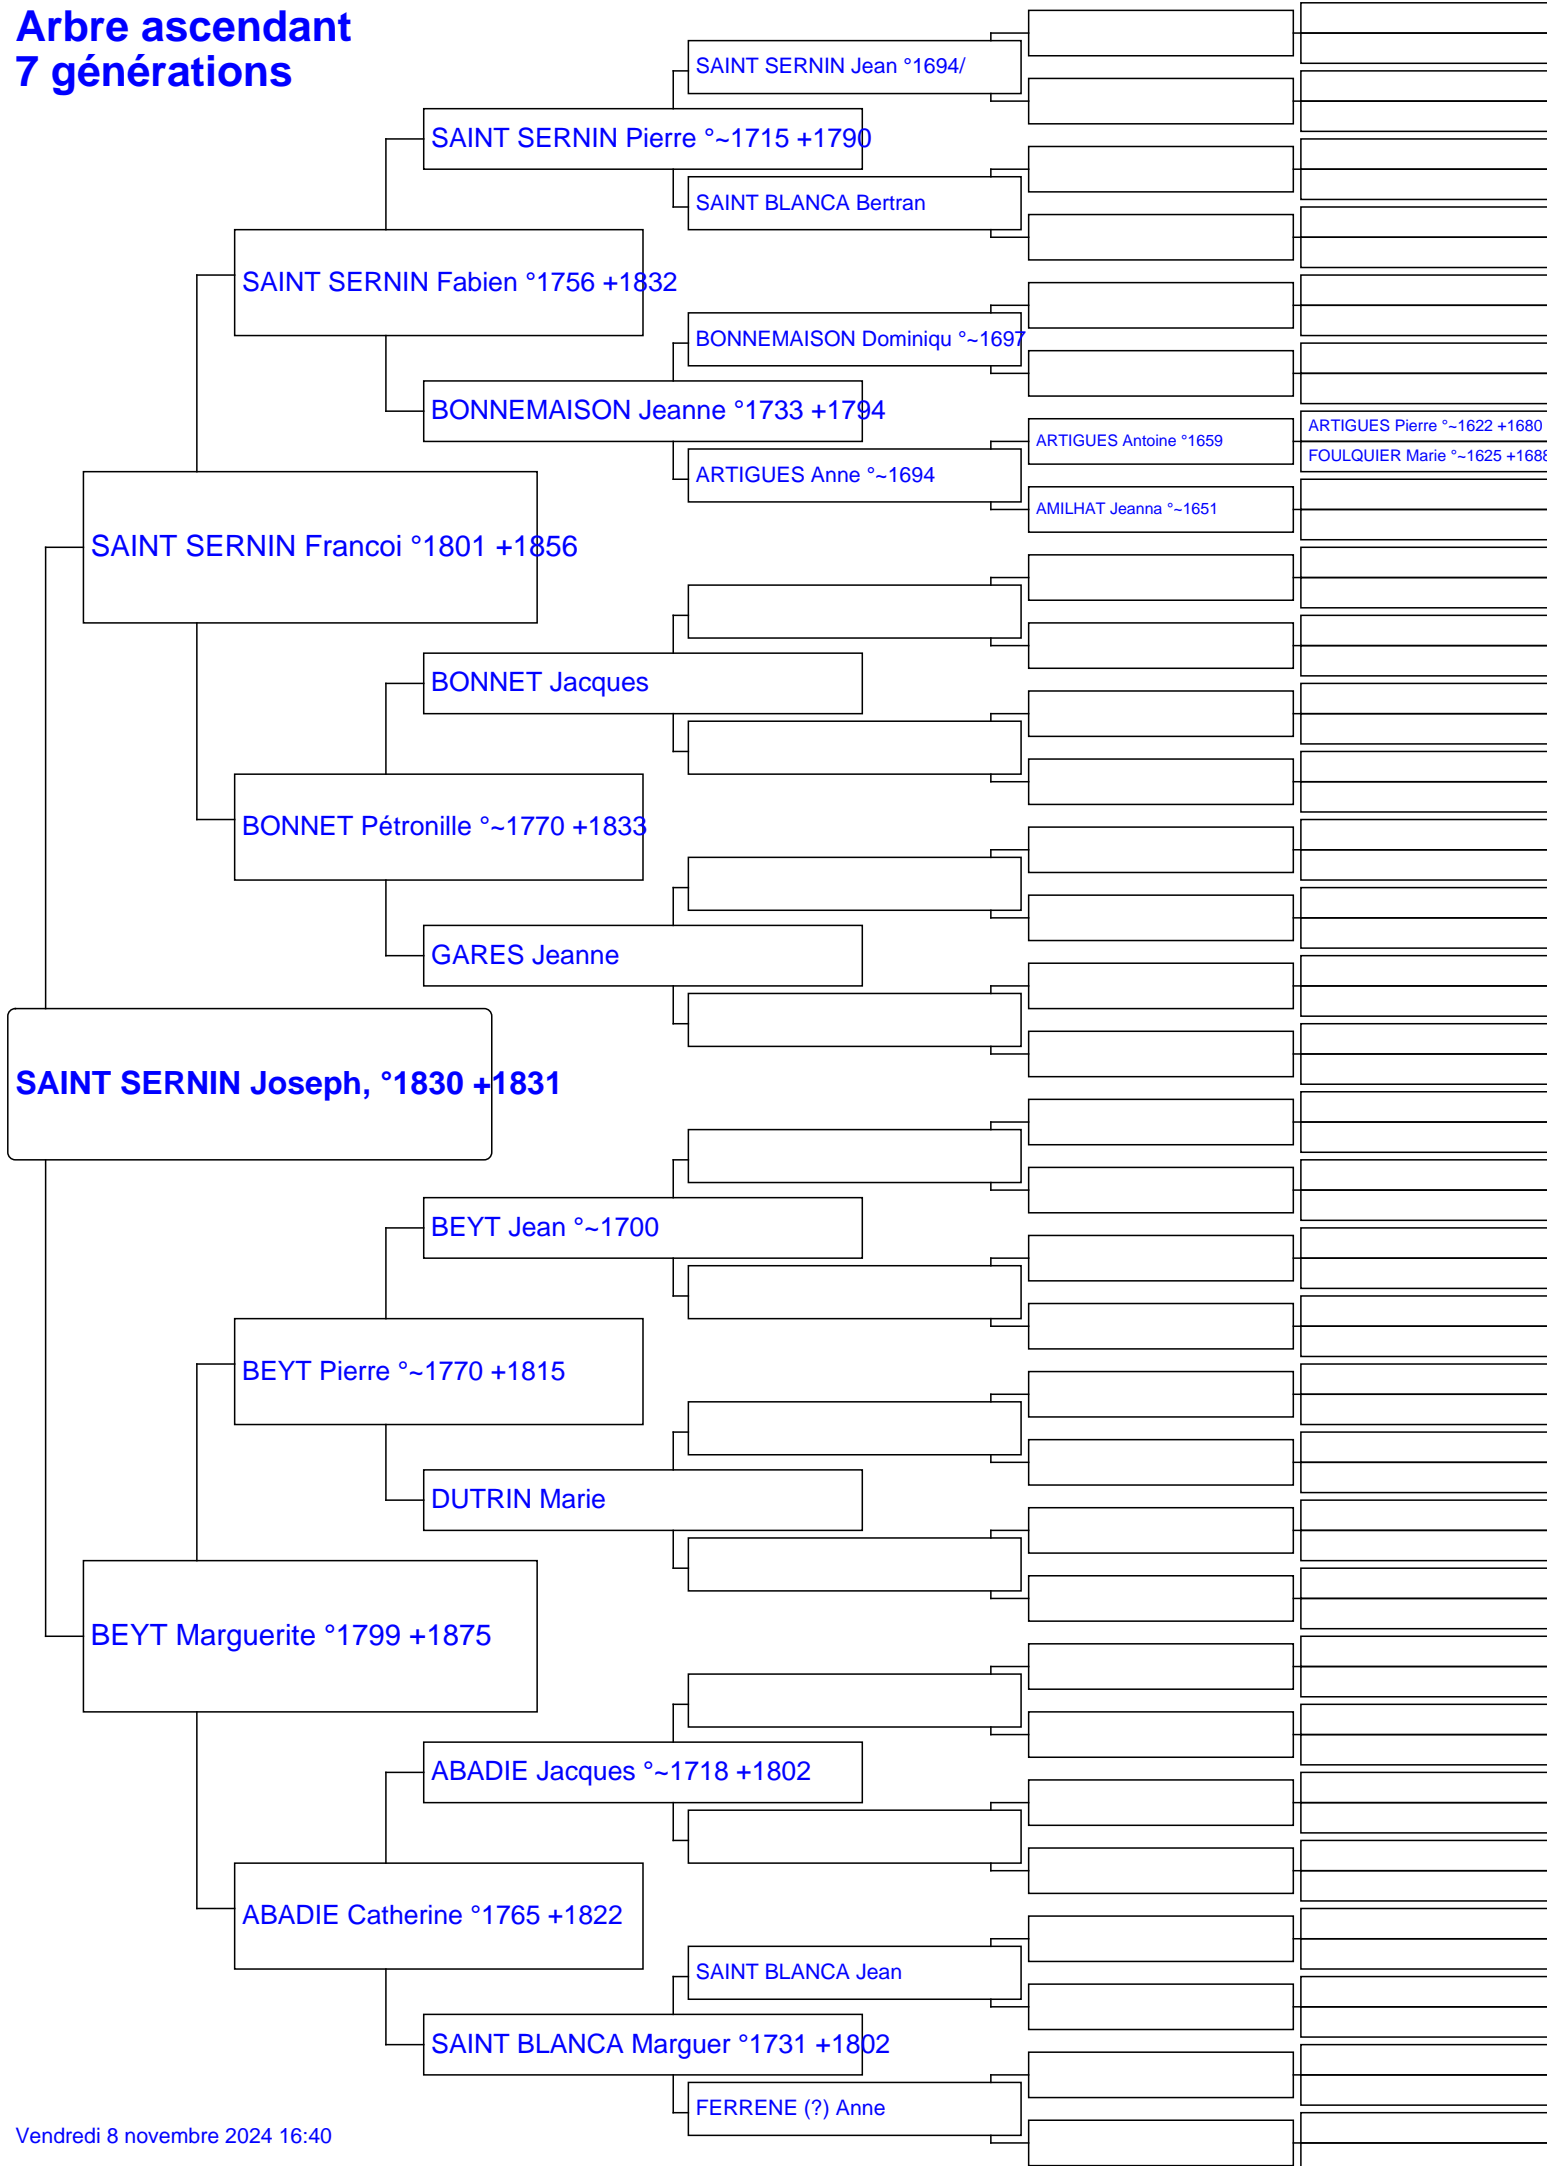 Arbre ascendant
7 générations
SAINT SERNIN Jean °1694/
SAINT SERNIN Pierre °~1715 +1790
SAINT BLANCA Bertran
SAINT SERNIN Fabien °1756 +1832
BONNEMAISON Dominiqu °~1697
BONNEMAISON Jeanne °1733 +1794
ARTIGUES Pierre °~1622 +1680
ARTIGUES Antoine °1659
FOULQUIER Marie °~1625 +1688
ARTIGUES Anne °~1694
AMILHAT Jeanna °~1651
SAINT SERNIN Francoi °1801 +1856
BONNET Jacques
BONNET Pétronille °~1770 +1833
GARES Jeanne
SAINT SERNIN Joseph, °1830 +1831
BEYT Jean °~1700
BEYT Pierre °~1770 +1815
DUTRIN Marie
BEYT Marguerite °1799 +1875
ABADIE Jacques °~1718 +1802
ABADIE Catherine °1765 +1822
SAINT BLANCA Jean
SAINT BLANCA Marguer °1731 +1802
FERRENE (?) Anne
Vendredi 8 novembre 2024 16:40